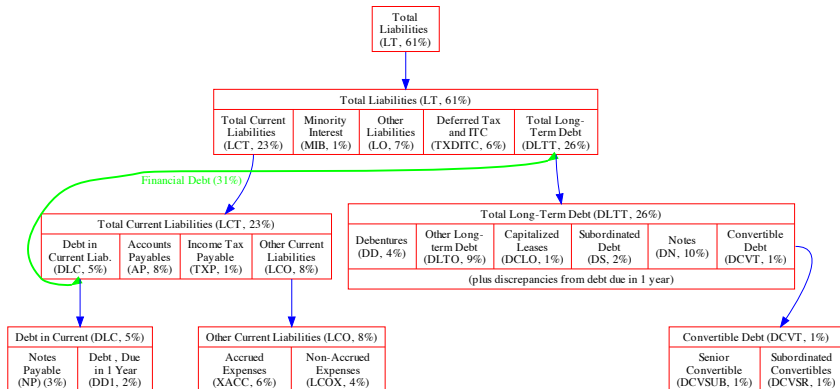 Total
Liabilities
(LT, 61%)
Total Liabilities (LT, 61%)
Total Current
Liabilities
(LCT, 23%)
Minority
Interest
(MIB, 1%)
Other
Liabilities
(LO, 7%)
Deferred Tax
and ITC
(TXDITC, 6%)
Total Long-
Term Debt
(DLTT, 26%)
Financial Debt (31%)
Total Current Liabilities (LCT, 23%)
Debt in
Current Liab.
(DLC, 5%)
Accounts
Payables
(AP, 8%)
Income Tax
Payable
(TXP, 1%)
Other Current
Liabilities
(LCO, 8%)
Total Long-Term Debt (DLTT, 26%)
Debentures
(DD, 4%)
Other Long-
term Debt
(DLTO, 9%)
Capitalized
Leases
(DCLO, 1%)
Subordinated
Debt
(DS, 2%)
Notes
(DN, 10%)
Convertible
Debt
(DCVT, 1%)
(plus discrepancies from debt due in 1 year)
Debt in Current (DLC, 5%)
Notes
Payable
(NP) (3%)
Debt , Due
in 1 Year
(DD1, 2%)
Other Current Liabilities (LCO, 8%)
Accrued
Expenses
(XACC, 6%)
Non-Accrued
Expenses
(LCOX, 4%)
Convertible Debt (DCVT, 1%)
Senior
Convertible
(DCVSUB, 1%)
Subordinated
Convertibles
(DCVSR, 1%)